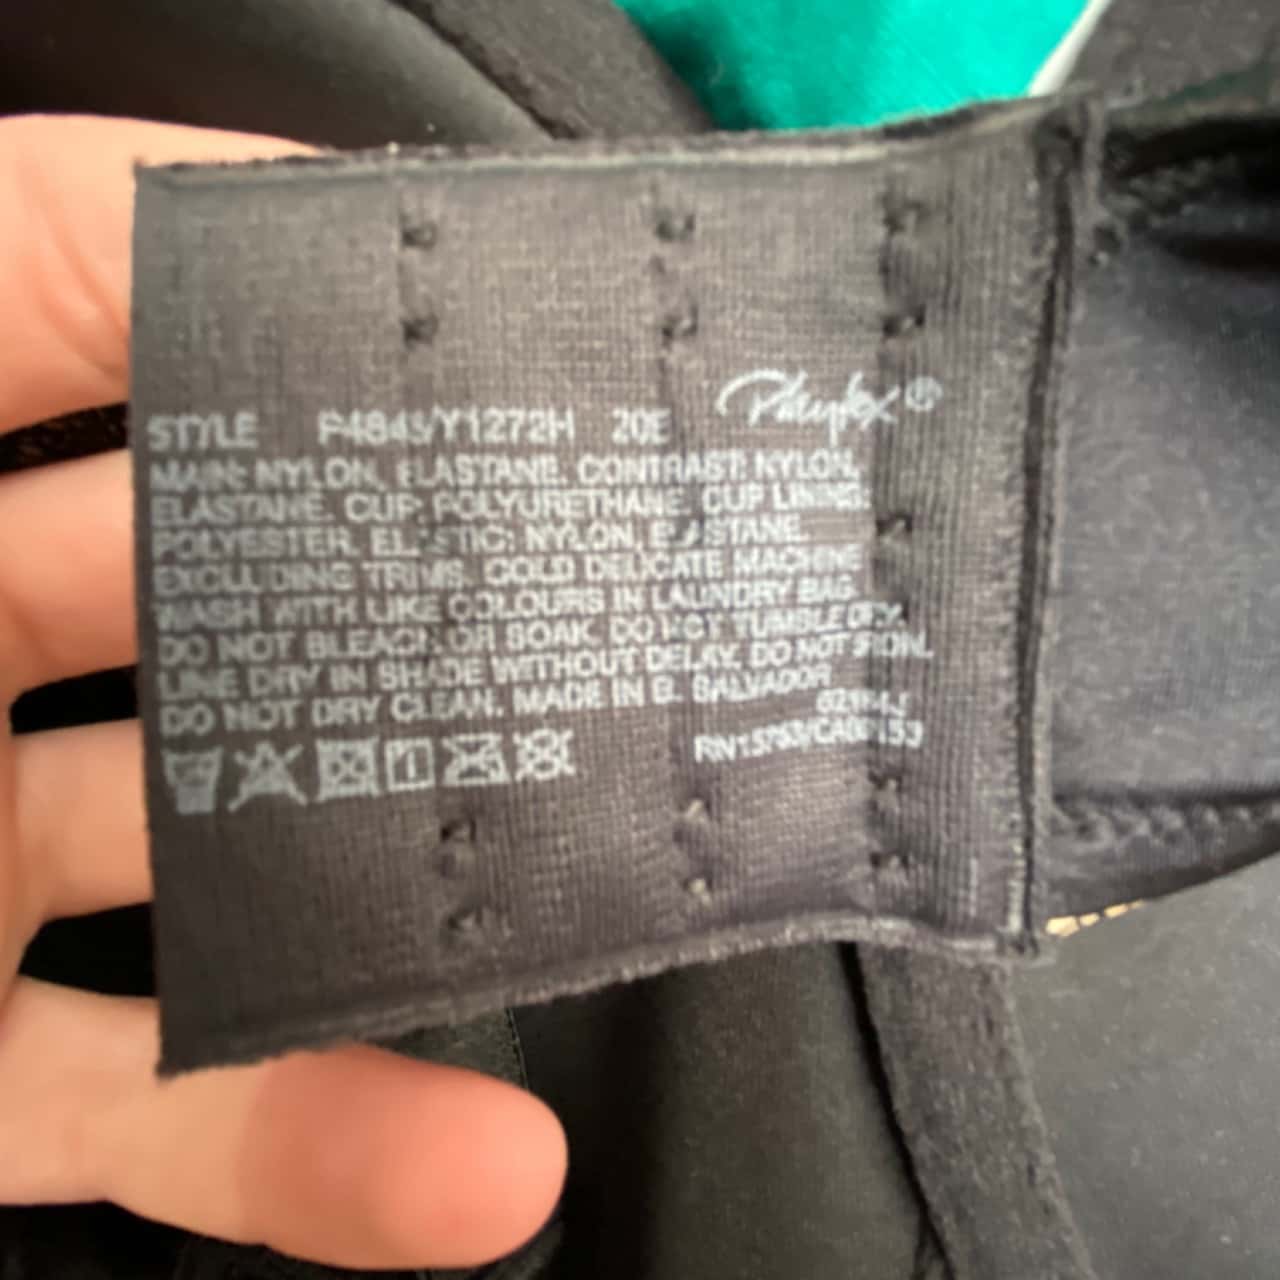 Playtex®
STYLE P4848/Y1272H 20E
MAIN: NYLON, ELASTANE. CONTRAST: NYLON,
ELASTANE. CUP: POLYURETHANE. CUP LINING:
POLYESTER. ELASTIC: NYLON, ELASTANE.
EXCLUDING TRIMS. COLD DELICATE MACHINE
WASH WITH LIKE COLOURS IN LAUNDRY BAG.
DO NOT BLEACH OR SOAK. DO NOT TUMBLE DRY.
LINE DRY IN SHADE WITHOUT DELAY. DO NOT IRON.
DO NOT DRY CLEAN. MADE IN E. SALVADOR